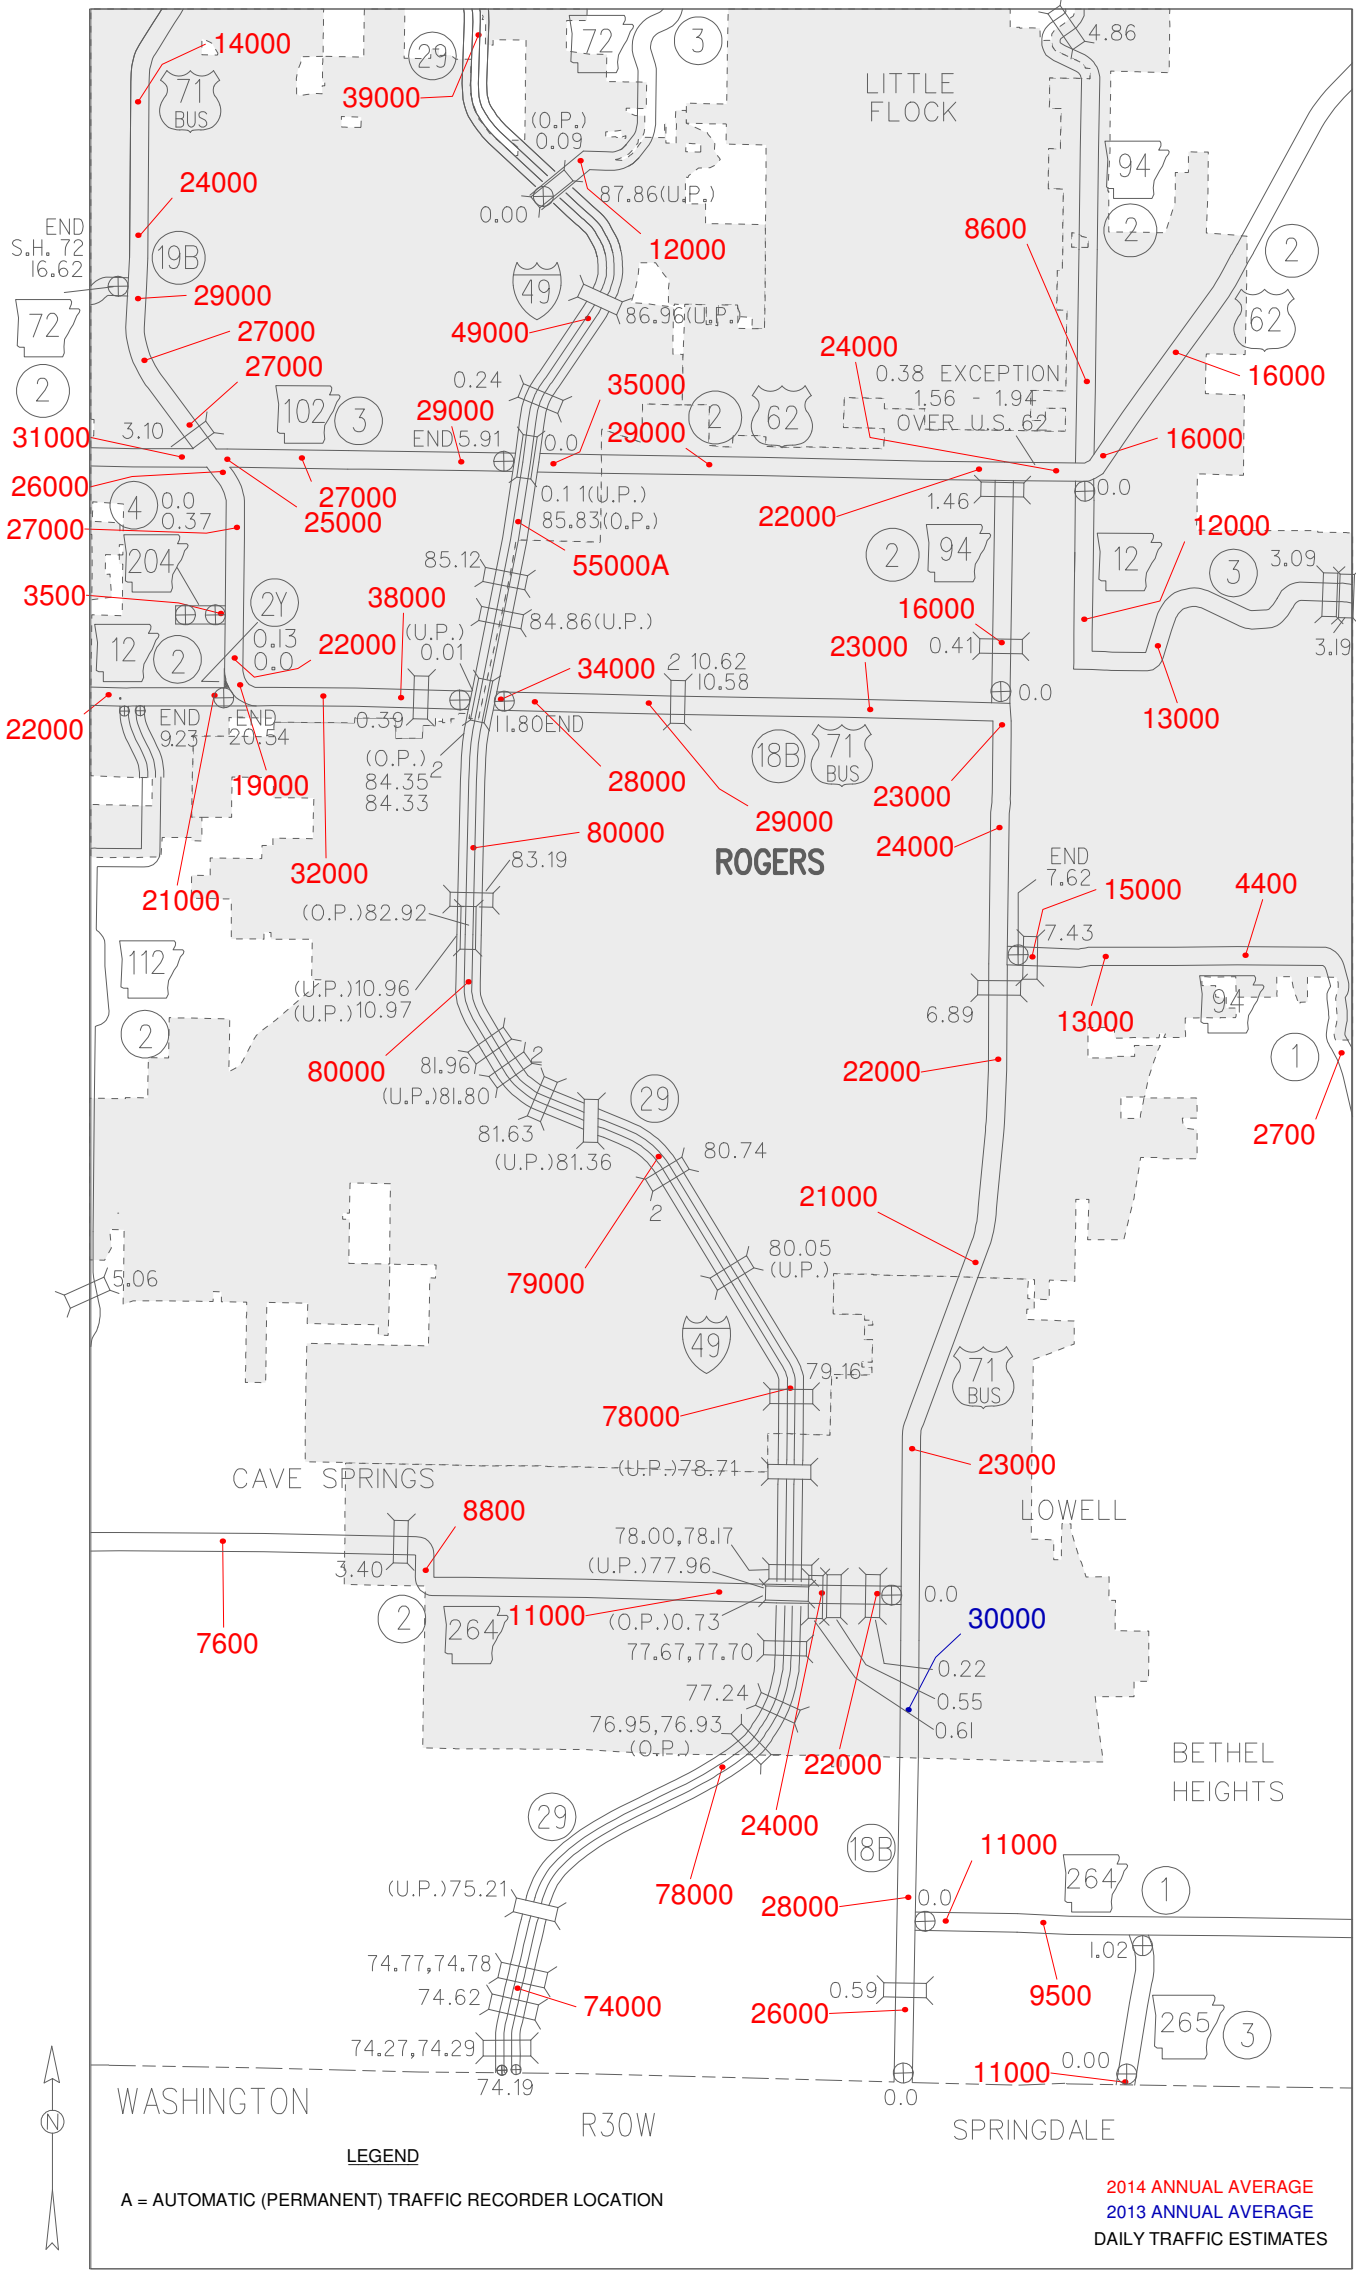 14000
71
BUS
29
39000
72
3
4.86
LITTLE
FLOCK
(O.P.)
0.09
94
2
24000
87.86(U.P.)
0.00
END
S.H. 72
16.62
19B
12000
8600
2
29000
49
62
72
86.96(U.P.)
49000
27000
24000
27000
0.24
35000
0.38 EXCEPTION
1.56 - 1.94
OVER U.S. 62
16000
2
102
3
29000
2
62
29000
3.10
31000
END 5.91
0.0
16000
26000
27000
0.11(U.P.)
22000
1.46
0.0
4
0.0
0.37
25000
85.83(O.P.)
27000
204
85.12
55000A
2
94
12
12000
3
3.09
3500
2Y
38000
84.86(U.P.)
16000
12
2
0.13
0.0
22000
(U.P.)
0.01
34000
2 10.62
10.58
23000
0.41
3.19
22000
END
9.23
END
20.54
0.39
11.80END
0.0
13000
19000
(O.P.)
84.35
2
84.33
28000
18B
71
BUS
23000
29000
80000
ROGERS
24000
21000
32000
83.19
END
7.62
15000
4400
(O.P.)82.92
7.43
112
2
(U.P.)10.96
(U.P.)10.97
6.89
94
13000
1
80000
81.96
2
(U.P.)81.80
22000
29
81.63
(U.P.)81.36
80.74
2700
2
21000
80.05
(U.P.)
5.06
79000
49
79.16
71
BUS
78000
23000
CAVE SPRINGS
(U.P.)78.71
8800
LOWELL
78.00,78.17
(U.P.)77.96
3.40
0.0
2
264
11000
(O.P.)0.73
30000
7600
77.67,77.70
0.22
77.24
0.55
76.95,76.93
(O.P.)
0.61
22000
BETHEL
HEIGHTS
29
24000
18B
11000
264
1
(U.P.)75.21
78000
28000
0.0
74.77,74.78
1.02
74.62
74000
0.59
26000
9500
265
3
74.27,74.29
0.00
74.19
11000
0.0
WASHINGTON
R30W
SPRINGDALE
N
LEGEND
A = AUTOMATIC (PERMANENT) TRAFFIC RECORDER LOCATION
2014 ANNUAL AVERAGE
2013 ANNUAL AVERAGE
DAILY TRAFFIC ESTIMATES